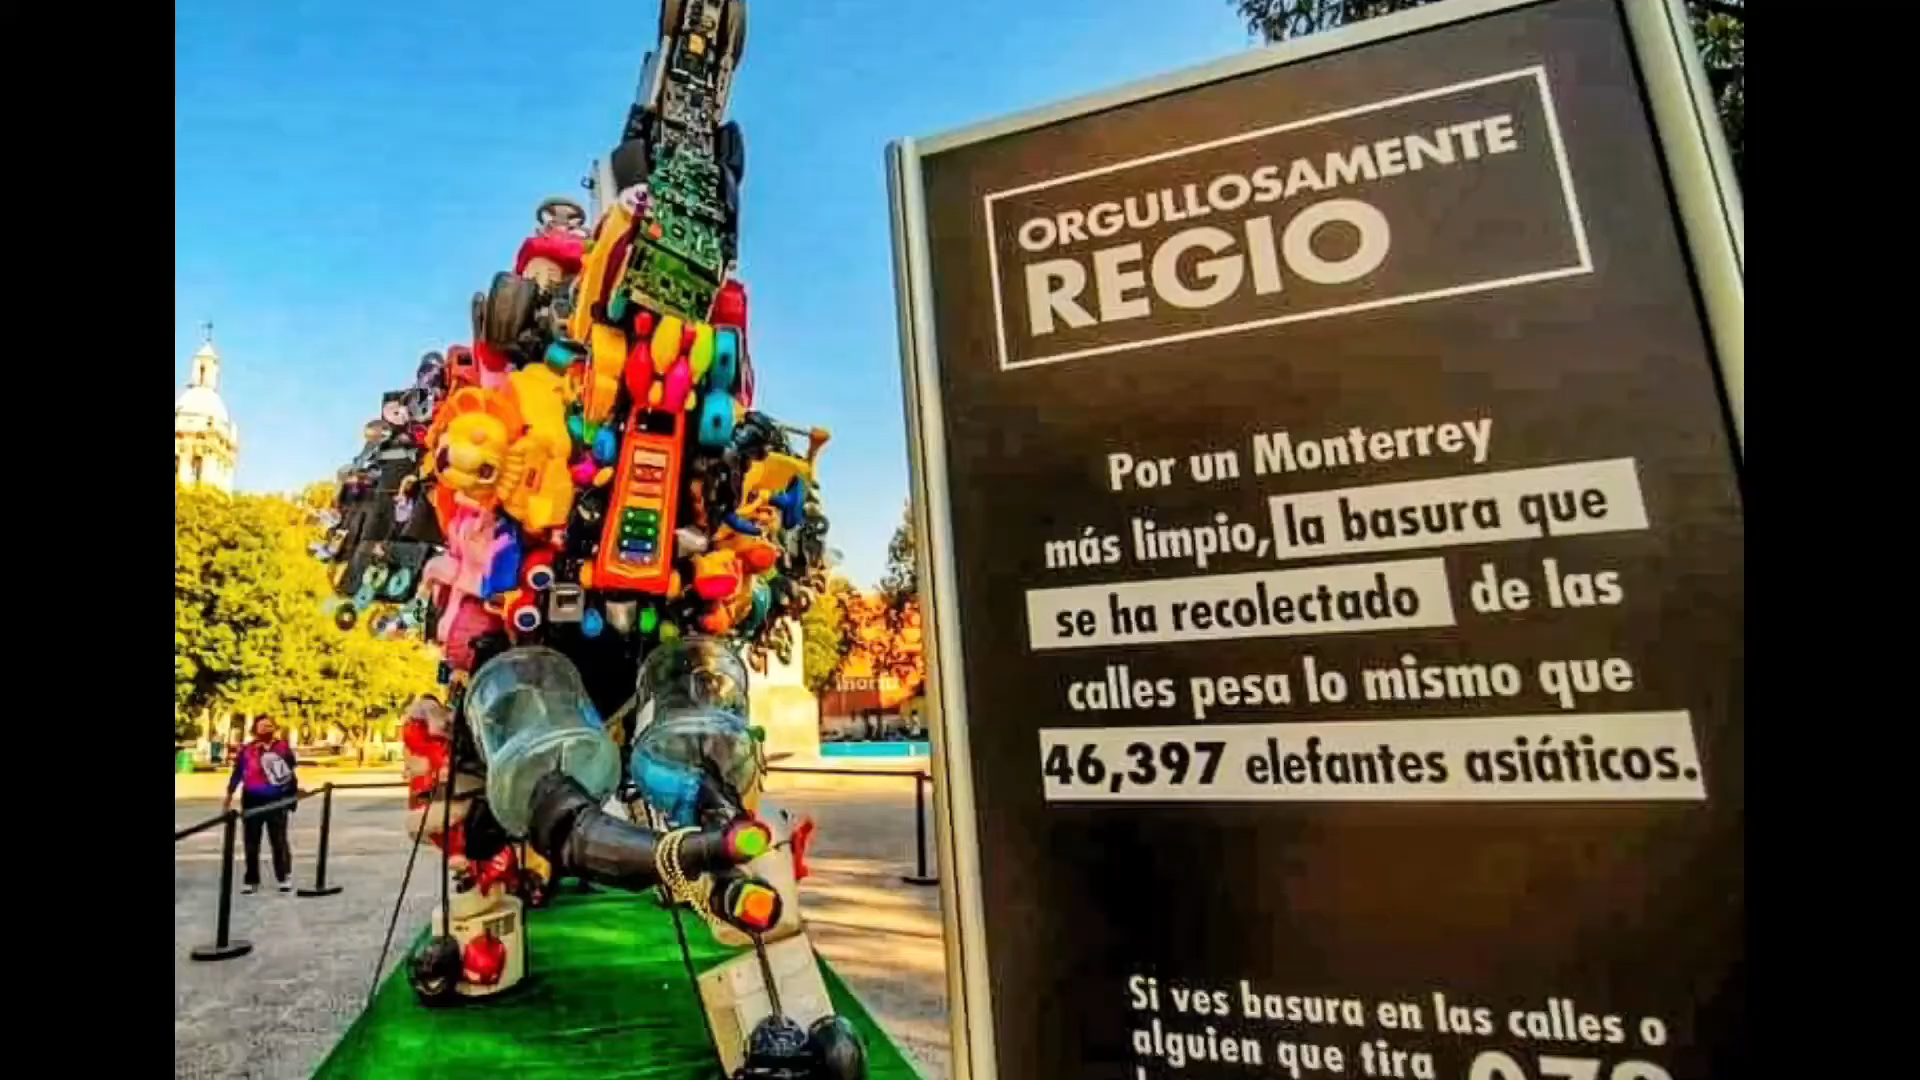 ORGULLOSAMENTE
REGIO
Por un Monterrey
más limpio, la basura que
se ha recolectado de las
calles pesa lo mismo que
46,397 elefantes asiáticos.
Si ves basura en las calles o
alguien que tira